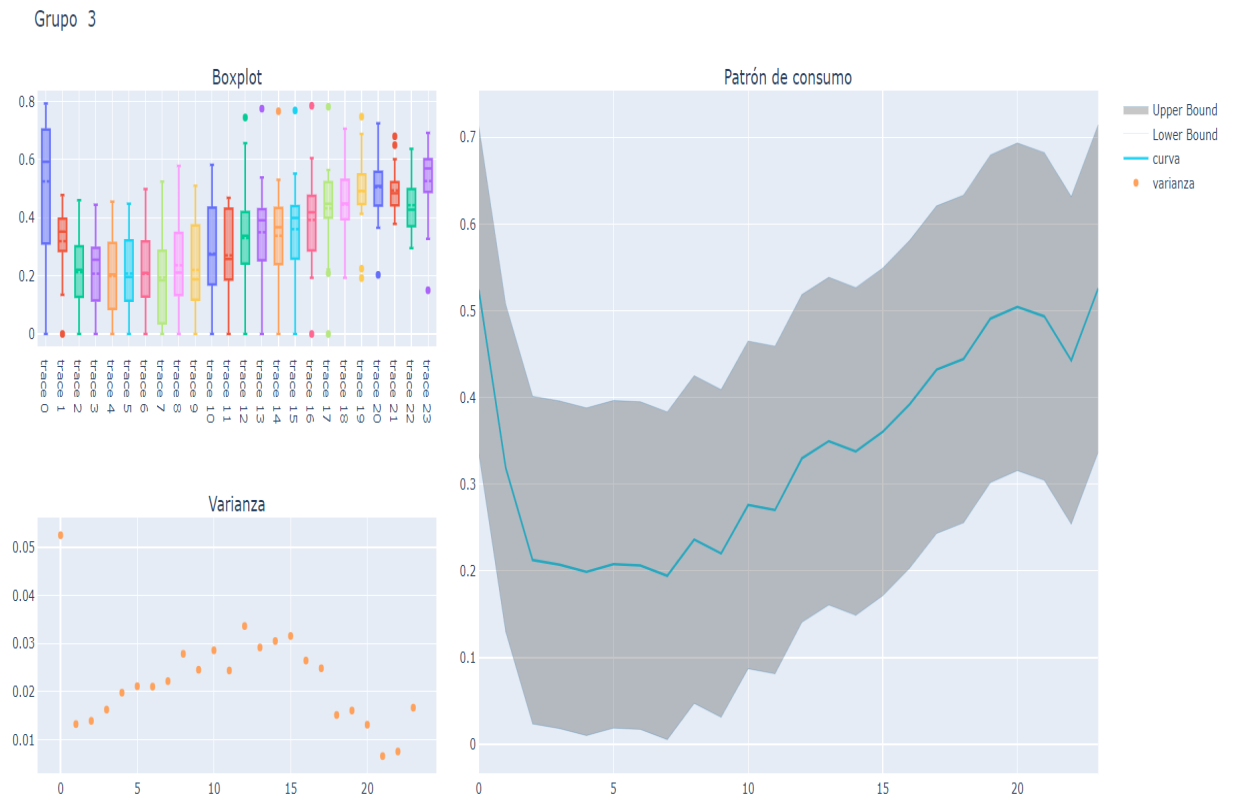 Grupo 3
Boxplot
0.8
0.6
0.4
0.2
0
trace 0
trace 1
trace 2
trace 3
trace 4
trace 5
trace 6
trace 7
trace 8
trace 9
trace 10
trace 11
trace 12
trace 13
trace 14
trace 15
trace 16
trace 17
trace 18
trace 19
trace 20
trace 21
trace 22
trace 23
Varianza
0.05
0.04
0.03
0.02
0.01
0 5 10 15 20
Patrón de consumo
0.7
0.6
0.5
0.4
0.3
0.2
0.1
0
0 5 10 15 20
Upper Bound
Lower Bound
curva
varianza